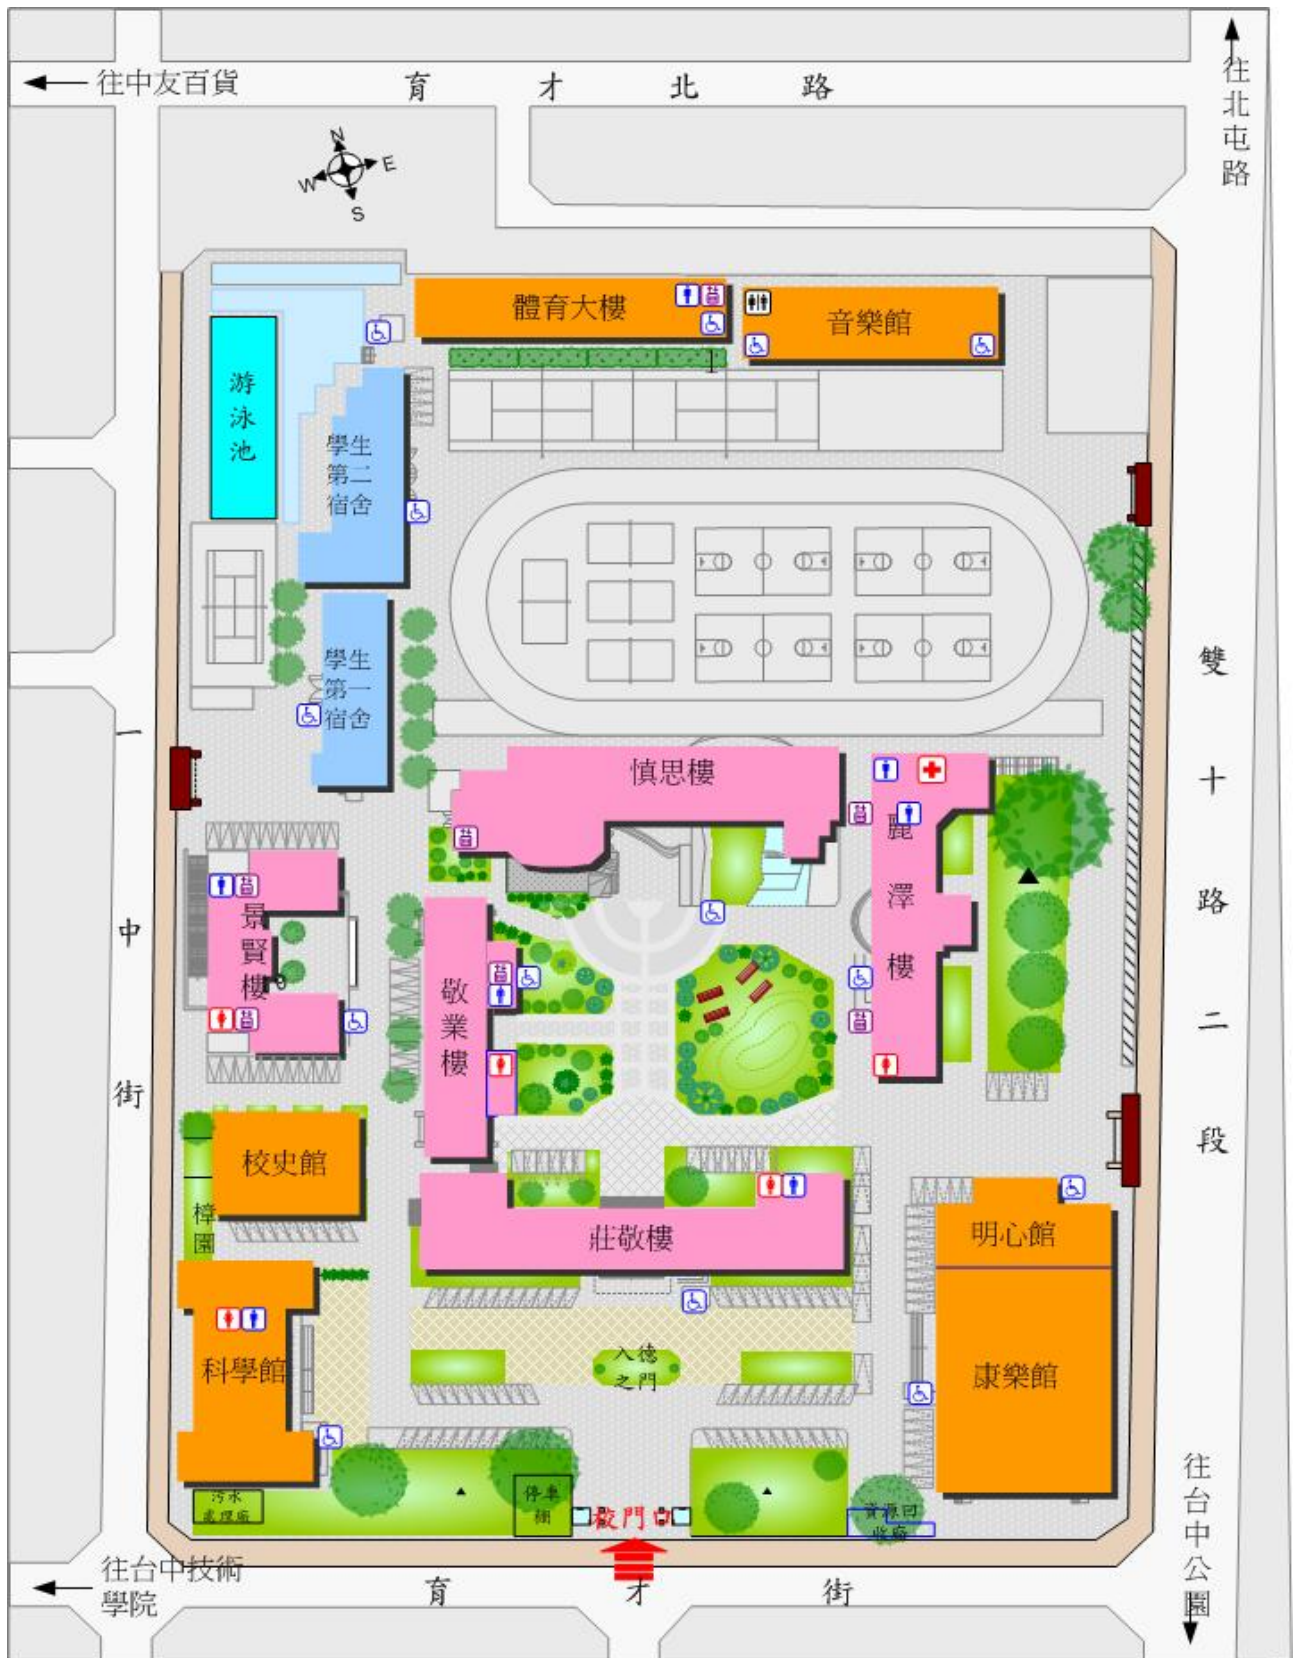 往中友百貨
育才北路
往北屯路
N
E
W
S
體育大樓
音樂館
游泳池
學生
第二
宿舍
學生
第一
宿舍
雙十路二段
一中街
慎思樓
麗澤樓
景賢樓
敬業樓
校史館
樟園
莊敬樓
明心館
科學館
入德
之門
康樂館
污水
處理廠
停車
棚
校門口
資源回
收廠
往台中公園
往台中技術
學院
育才街